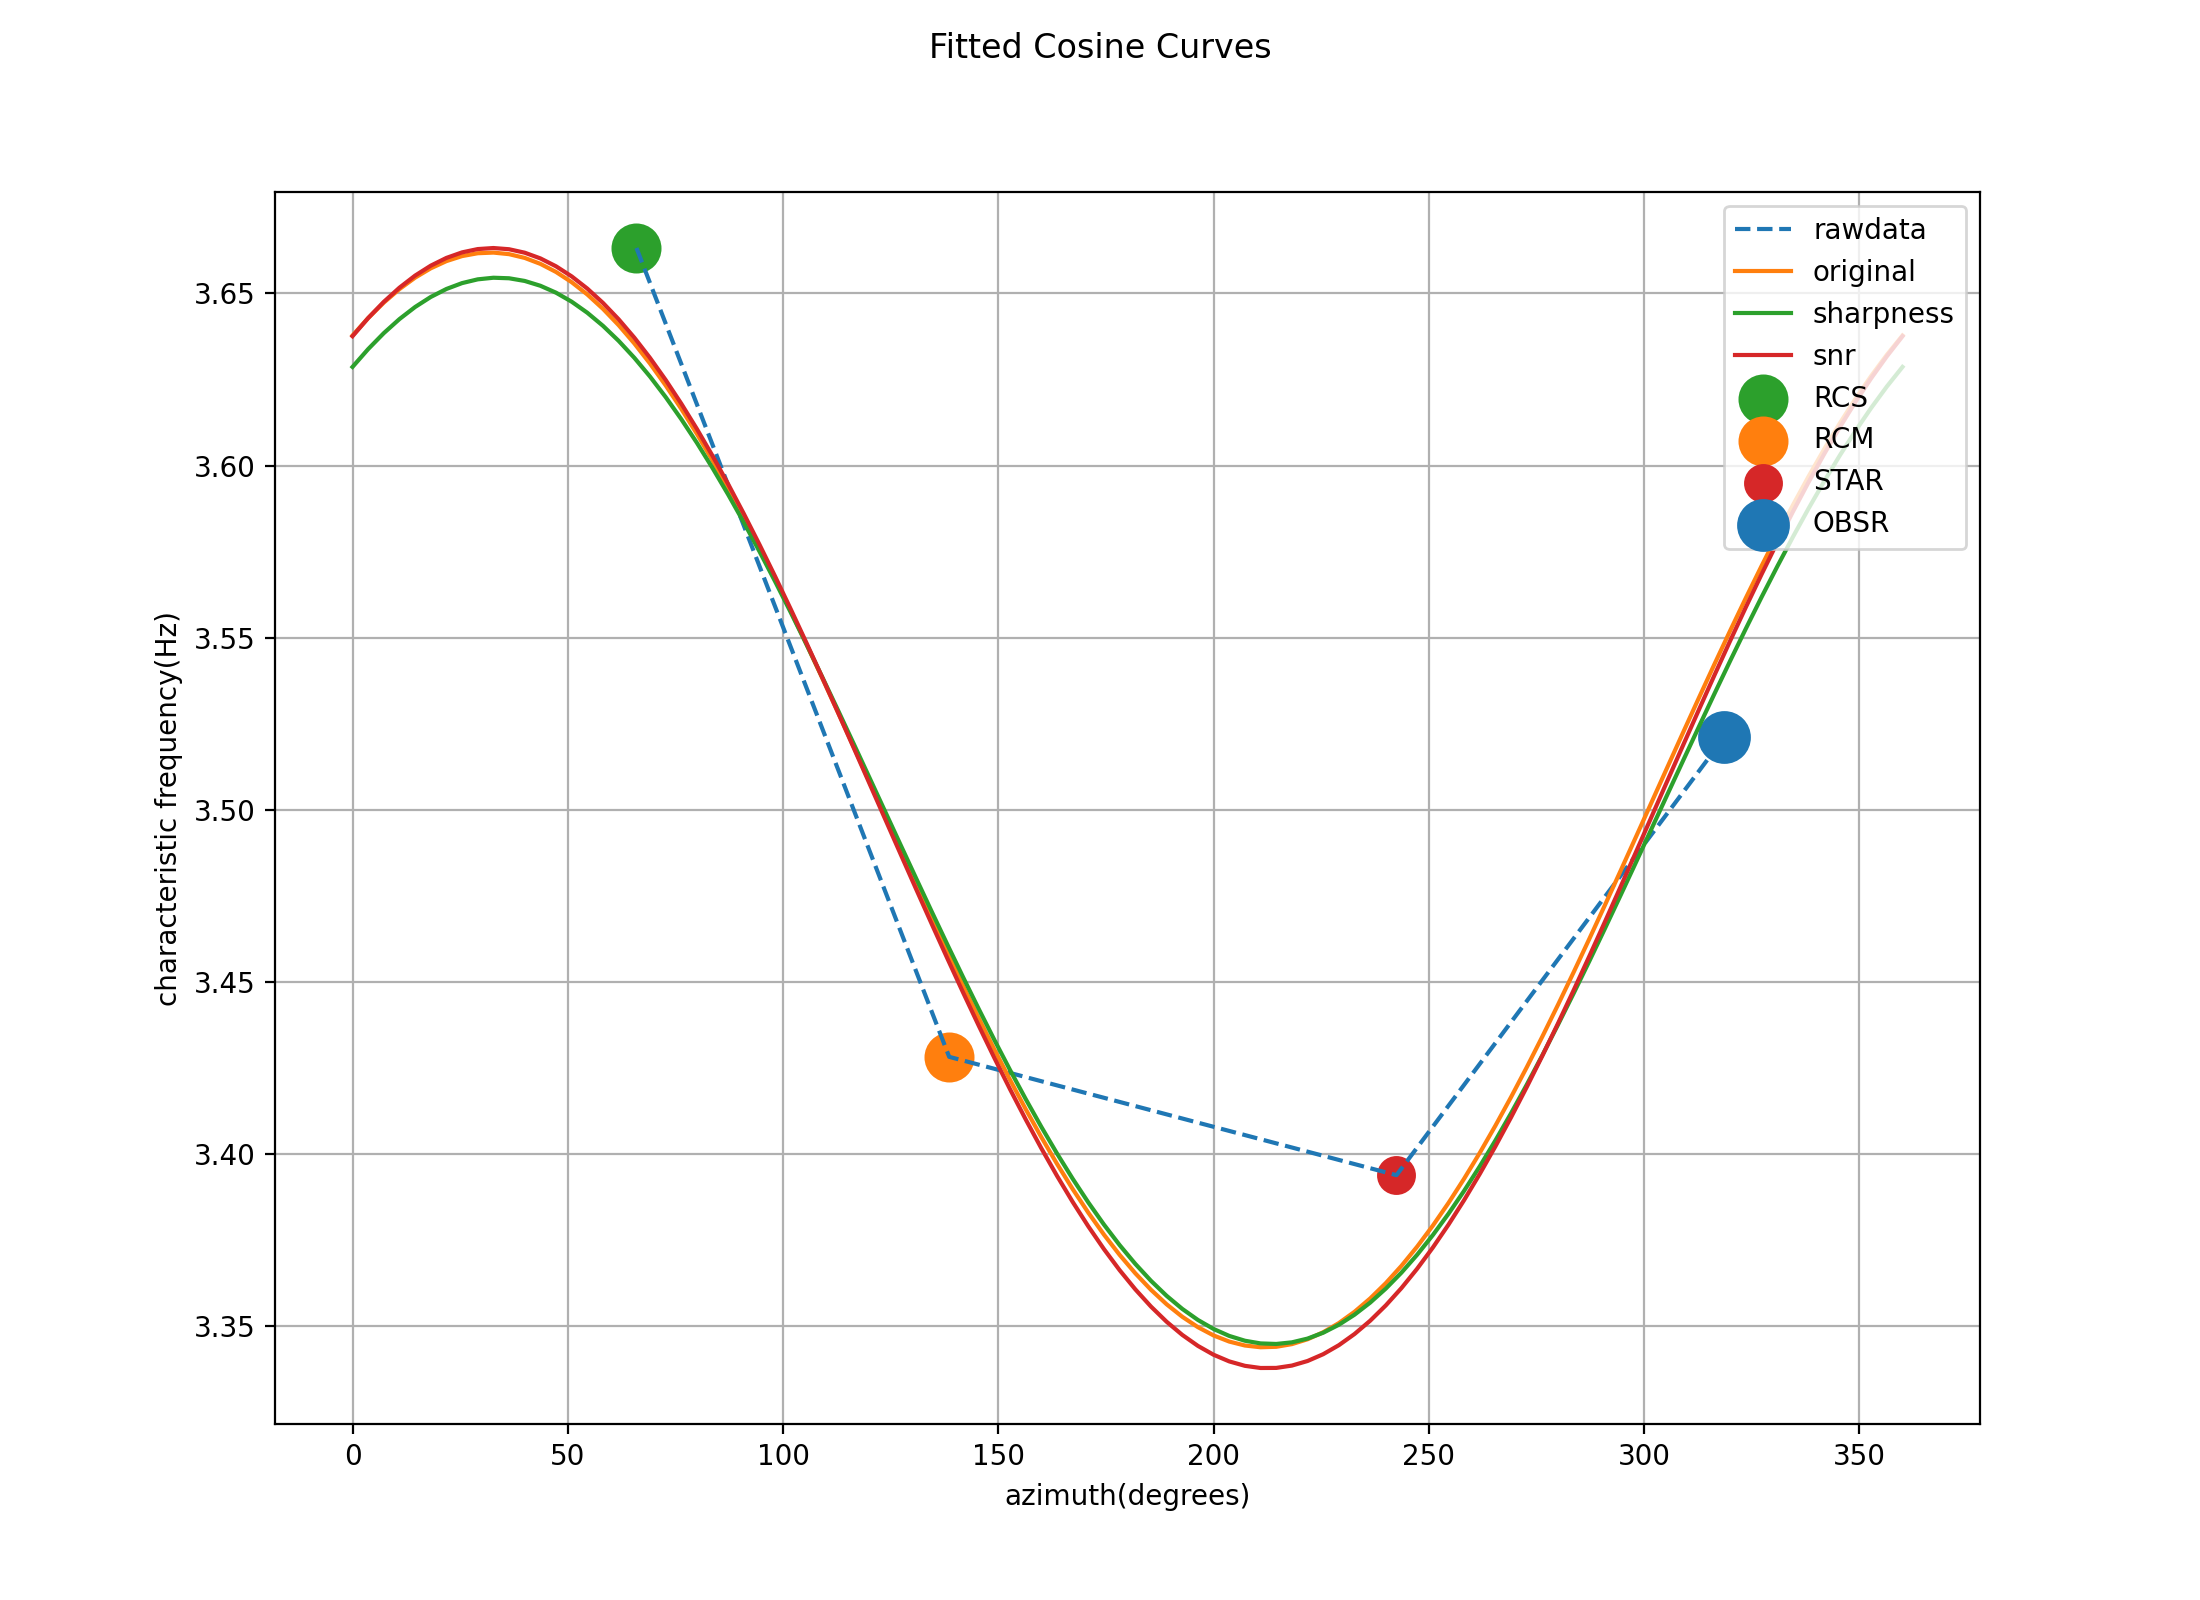 Fitted Cosine Curves
rawdata
original
sharpness
snr
RCS
RCM
STAR
OBSR
characteristic frequency(Hz)
3.65
3.60
3.55
3.50
3.45
3.40
3.35
0 50 100 150 200 250 300 350
azimuth(degrees)